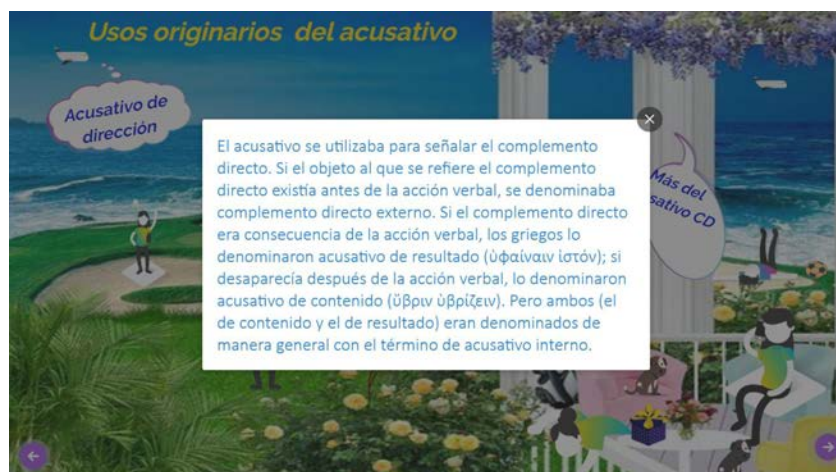 Usos originarios del acusativo
Acusativo de
dirección
El acusativo se utilizaba para señalar el complemento
directo. Si el objeto al que se refiere el complemento
directo existía antes de la acción verbal, se denominaba
complemento directo externo. Si el complemento directo
era consecuencia de la acción verbal, los griegos lo
denominaron acusativo de resultado (ὑφαίναιν ἱστόν); si
desaparecía después de la acción verbal, lo denominaron
acusativo de contenido (ὕβριν ὑβρίζειν). Pero ambos (el
de contenido y el de resultado) eran denominados de
manera general con el término de acusativo interno.
Más del
sativo CD